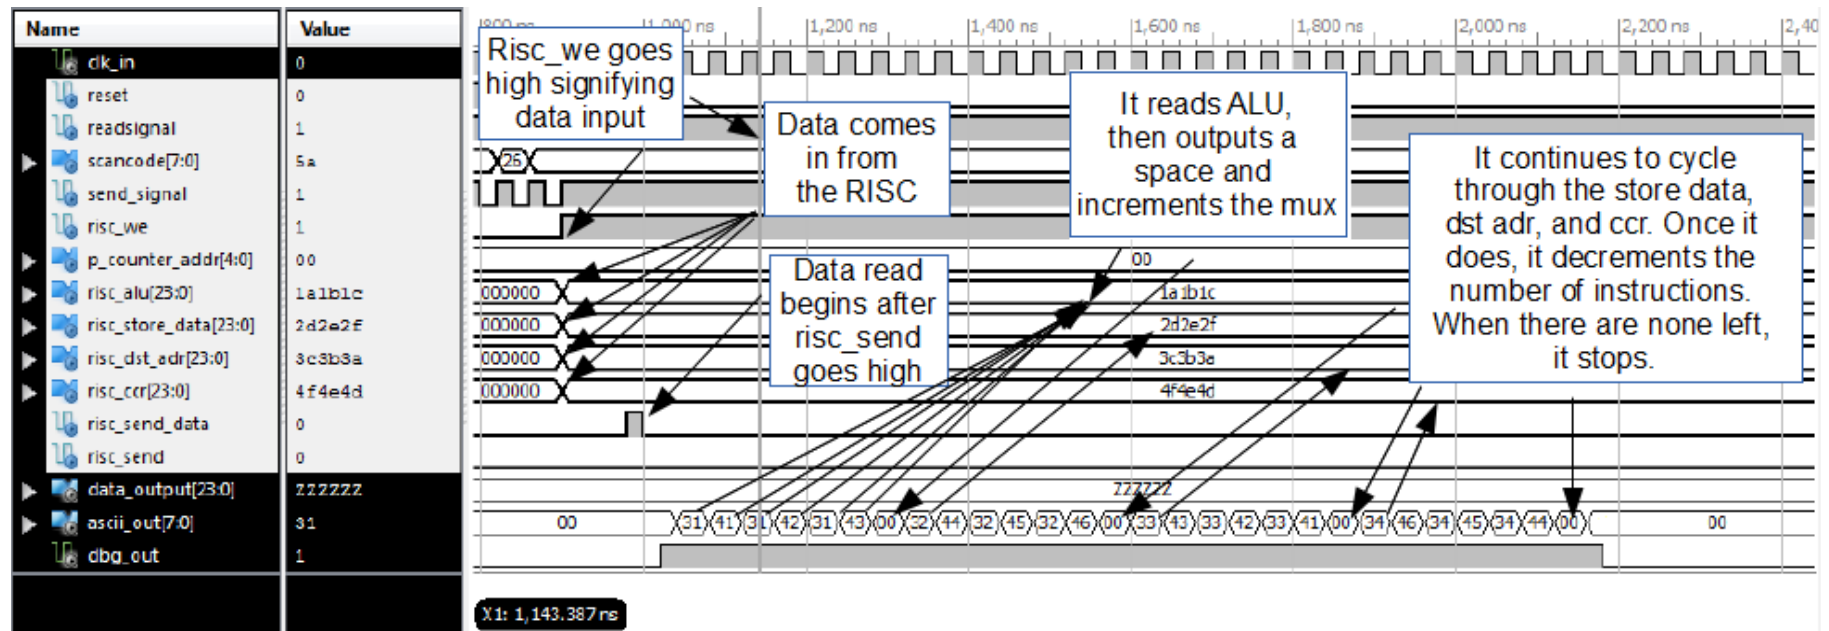 Name Value
clk_in 0
reset 0
readsignal 1
scancode[7:0] 5a
send_signal 1
risc_we 1
p_counter_addr[4:0] 00
risc_alu[23:0] 1a1b1c
risc_store_data[23:0] 2d2e2f
risc_dst_adr[23:0] 3c3b3a
risc_ccr[23:0] 4f4e4d
risc_send_data 0
risc_send 0
data_output[23:0] ZZZZZZ
ascii_out[7:0] 31
dbg_out 1
800 ns 1,000 ns 1,200 ns 1,400 ns 1,600 ns 1,800 ns 2,000 ns 2,200 ns 2,40
Risc_we goes
high signifying
data input
Data comes
in from
the RISC
It reads ALU,
then outputs a
space and
increments the mux
It continues to cycle
through the store data,
dst adr, and ccr. Once it
does, it decrements the
number of instructions.
When there are none left,
it stops.
Data read
begins after
risc_send
goes high
26
00
000000 1a1b1c
000000 2d2e2f
000000 3c3b3a
000000 4f4e4d
ZZZZZZ
00 31 41 31 42 31 43 00 32 44 32 45 32 46 00 33 43 33 42 33 41 00 34 46 34 45 34 44 00 00
X1: 1,143.387 ns